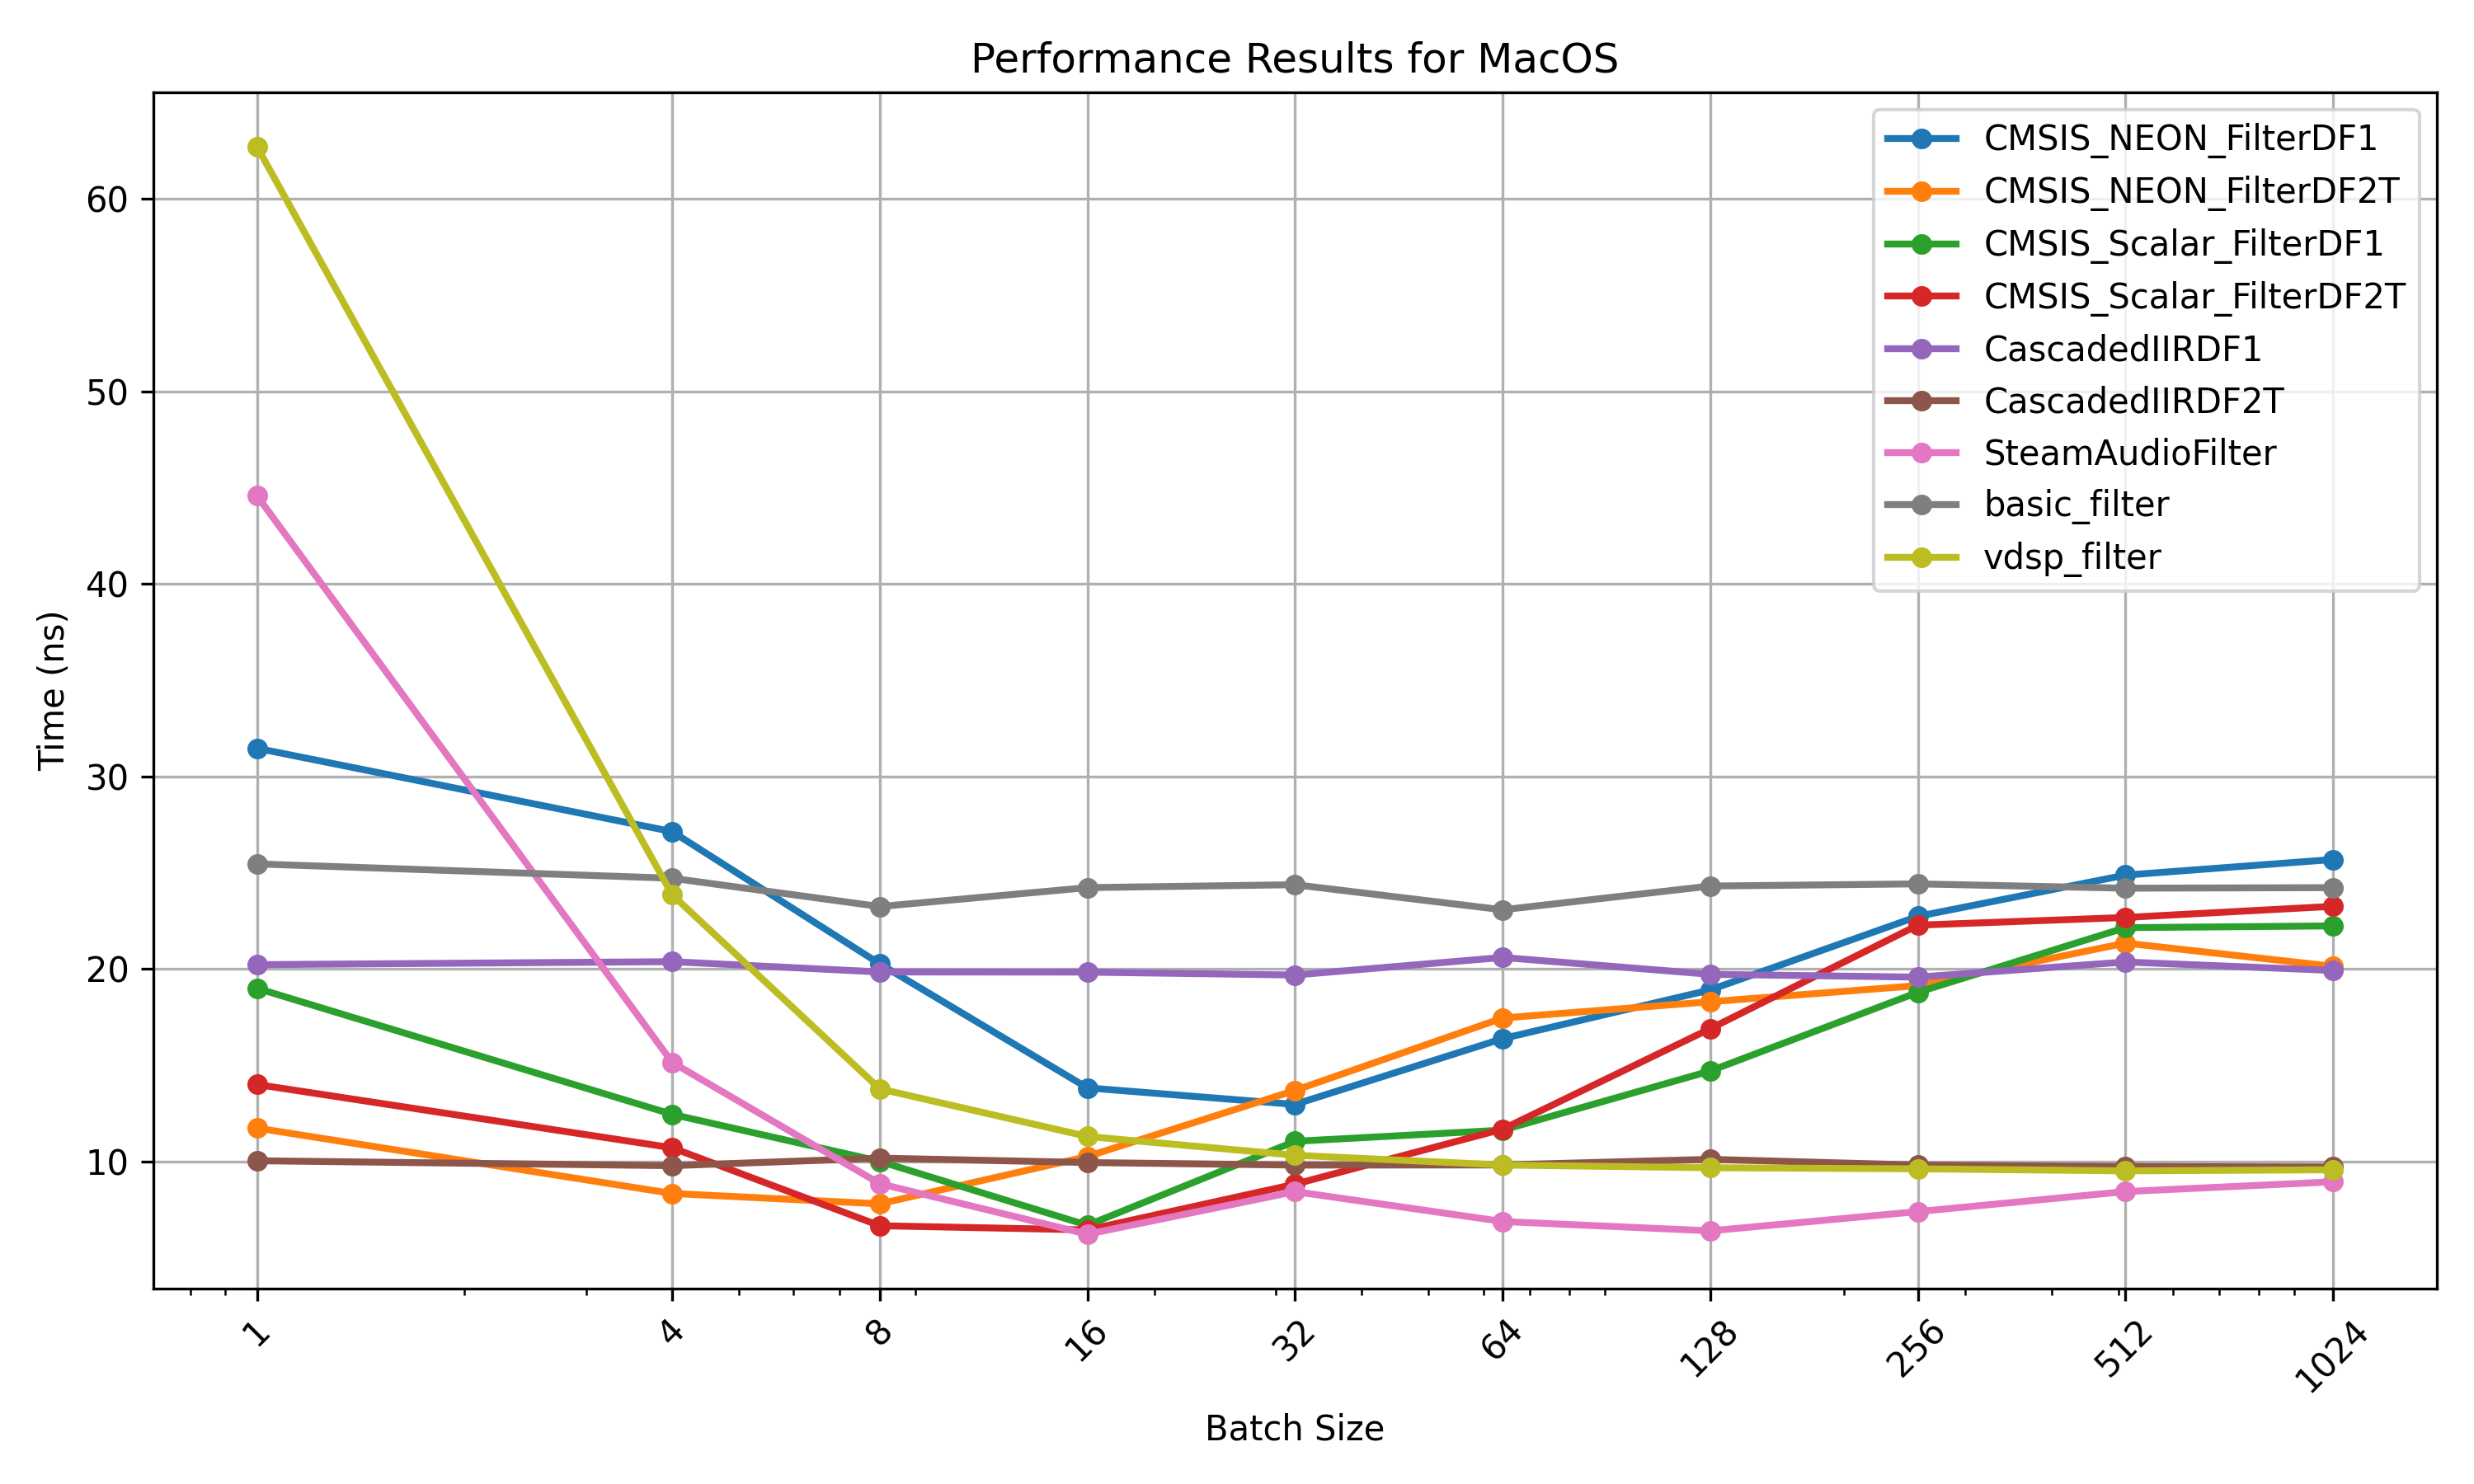 Performance Results for MacOS
CMSIS_NEON_FilterDF1
CMSIS_NEON_FilterDF2T
CMSIS_Scalar_FilterDF1
CMSIS_Scalar_FilterDF2T
CascadedIIRDF1
CascadedIIRDF2T
SteamAudioFilter
basic_filter
vdsp_filter
Time (ns)
60
50
40
30
20
10
1
4
8
16
32
64
128
256
512
1024
Batch Size